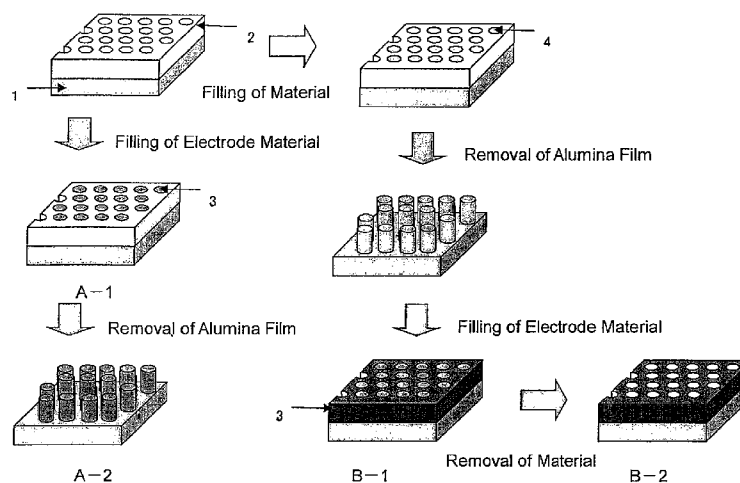 1
2
4
Filling of Material
Filling of Electrode Material
Removal of Alumina Film
3
A-1
Removal of Alumina Film
Filling of Electrode Material
3
A-2
B-1
Removal of Material
B-2